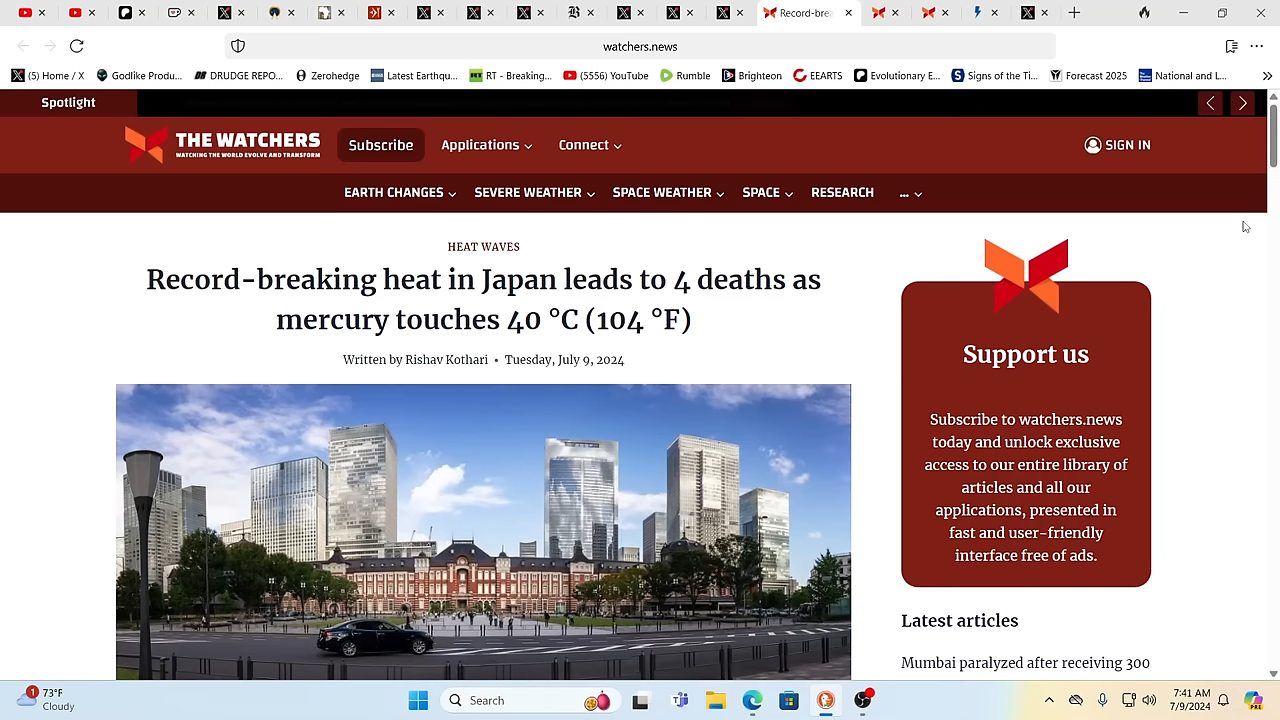 Record-brea
watchers.news
(5) Home / X
Godlike Produ...
DRUDGE REPO...
Zerohedge
Latest Earthqu...
RT - Breaking...
(5556) YouTube
Rumble
Brighteon
EEARTS
Evolutionary E...
Signs of the Ti...
Forecast 2025
National and L...
Spotlight
THE WATCHERS
WATCHING THE WORLD EVOLVE AND TRANSFORM
Subscribe
Applications
Connect
SIGN IN
EARTH CHANGES
SEVERE WEATHER
SPACE WEATHER
SPACE
RESEARCH
...
HEAT WAVES
Record-breaking heat in Japan leads to 4 deaths as
mercury touches 40 °C (104 °F)
Written by Rishav Kothari • Tuesday, July 9, 2024
Support us
Subscribe to watchers.news
today and unlock exclusive
access to our entire library of
articles and all our
applications, presented in
fast and user-friendly
interface free of ads.
Latest articles
Mumbai paralyzed after receiving 300
1
73°F
Cloudy
Search
7:41 AM
7/9/2024
PRE